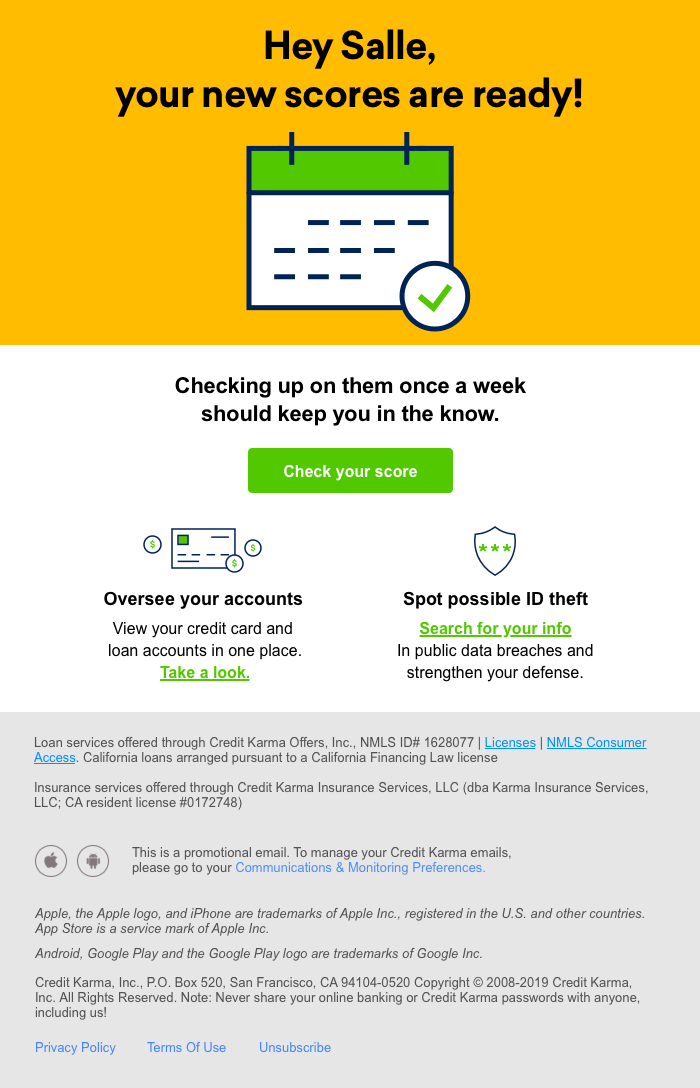 Hey Salle,
your new scores are ready!
Checking up on them once a week
should keep you in the know.
Check your score
Oversee your accounts
View your credit card and
loan accounts in one place.
Take a look.
Spot possible ID theft
Search for your info
In public data breaches and
strengthen your defense.
Loan services offered through Credit Karma Offers, Inc., NMLS ID# 1628077 | Licenses | NMLS Consumer
Access. California loans arranged pursuant to a California Financing Law license
Insurance services offered through Credit Karma Insurance Services, LLC (dba Karma Insurance Services,
LLC; CA resident license #0172748)
This is a promotional email. To manage your Credit Karma emails,
please go to your Communications & Monitoring Preferences.
Apple, the Apple logo, and iPhone are trademarks of Apple Inc., registered in the U.S. and other countries.
App Store is a service mark of Apple Inc.
Android, Google Play and the Google Play logo are trademarks of Google Inc.
Credit Karma, Inc., P.O. Box 520, San Francisco, CA 94104-0520 Copyright © 2008-2019 Credit Karma,
Inc. All Rights Reserved. Note: Never share your online banking or Credit Karma passwords with anyone,
including us!
Privacy Policy Terms Of Use Unsubscribe